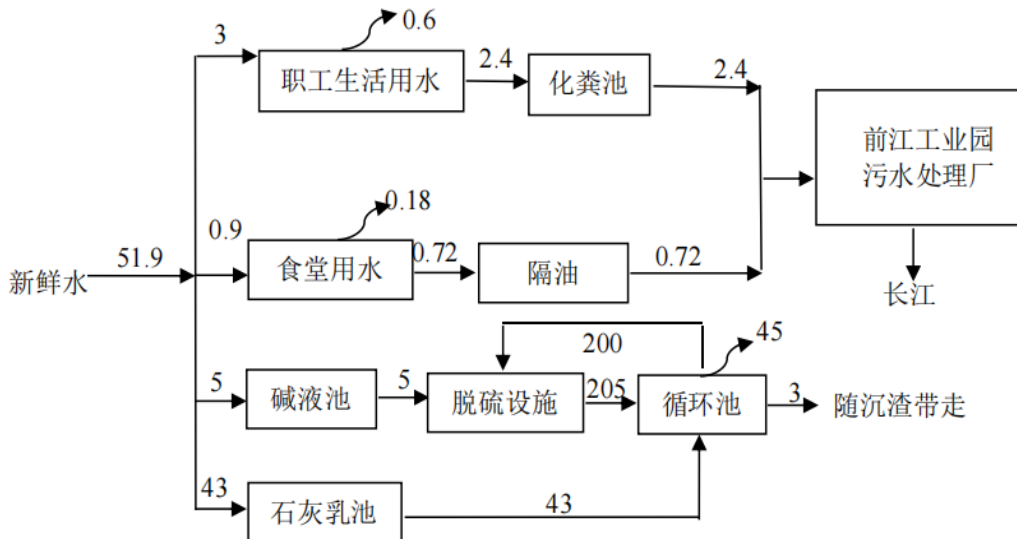 0.6
3
职工生活用水
2.4
化粪池
2.4
前江工业园
污水处理厂
0.18
0.9
51.9
新鲜水
食堂用水
0.72
隔油
0.72
长江
200
45
5
碱液池
5
脱硫设施
205
循环池
3
随沉渣带走
43
石灰乳池
43